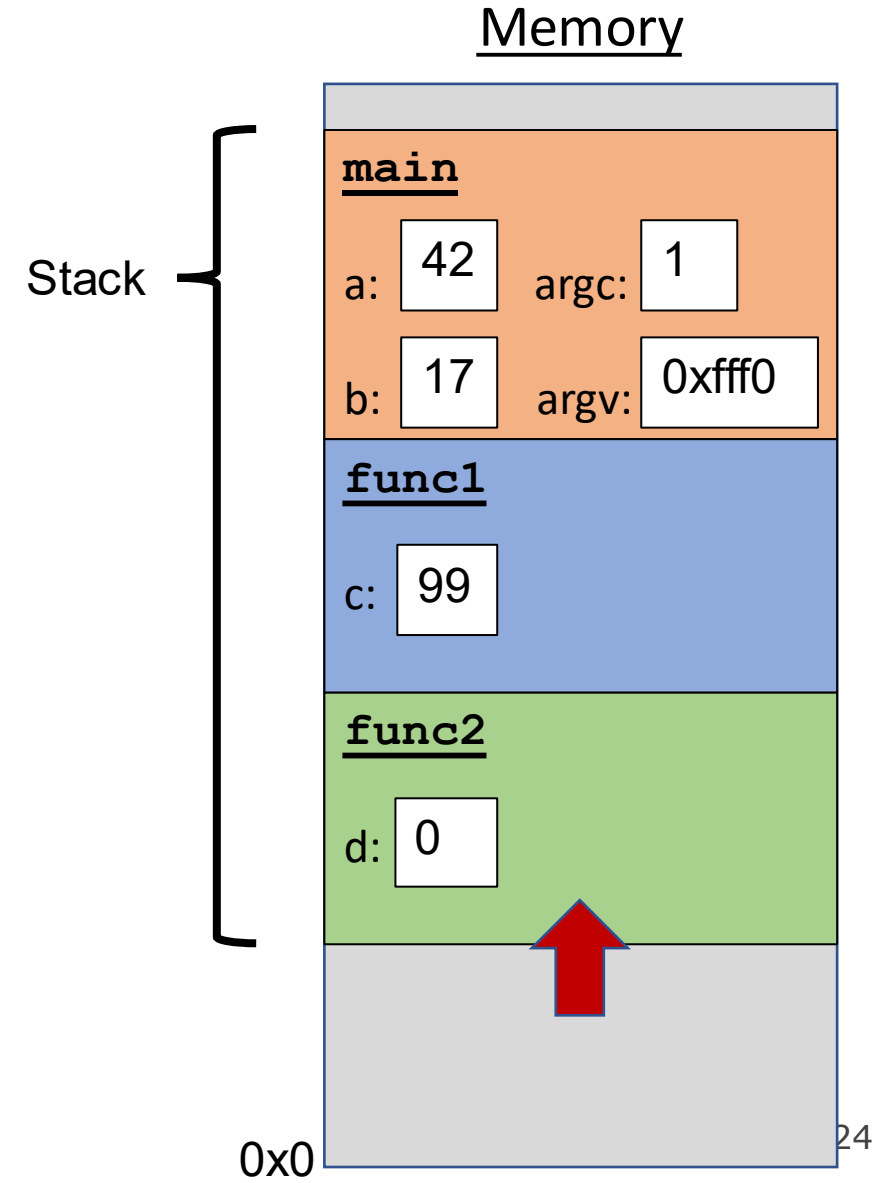 Memory
main
a: 42 argc: 1
Stack
b: 17 argv: 0xfff0
func1
c: 99
func2
d: 0
24
0x0